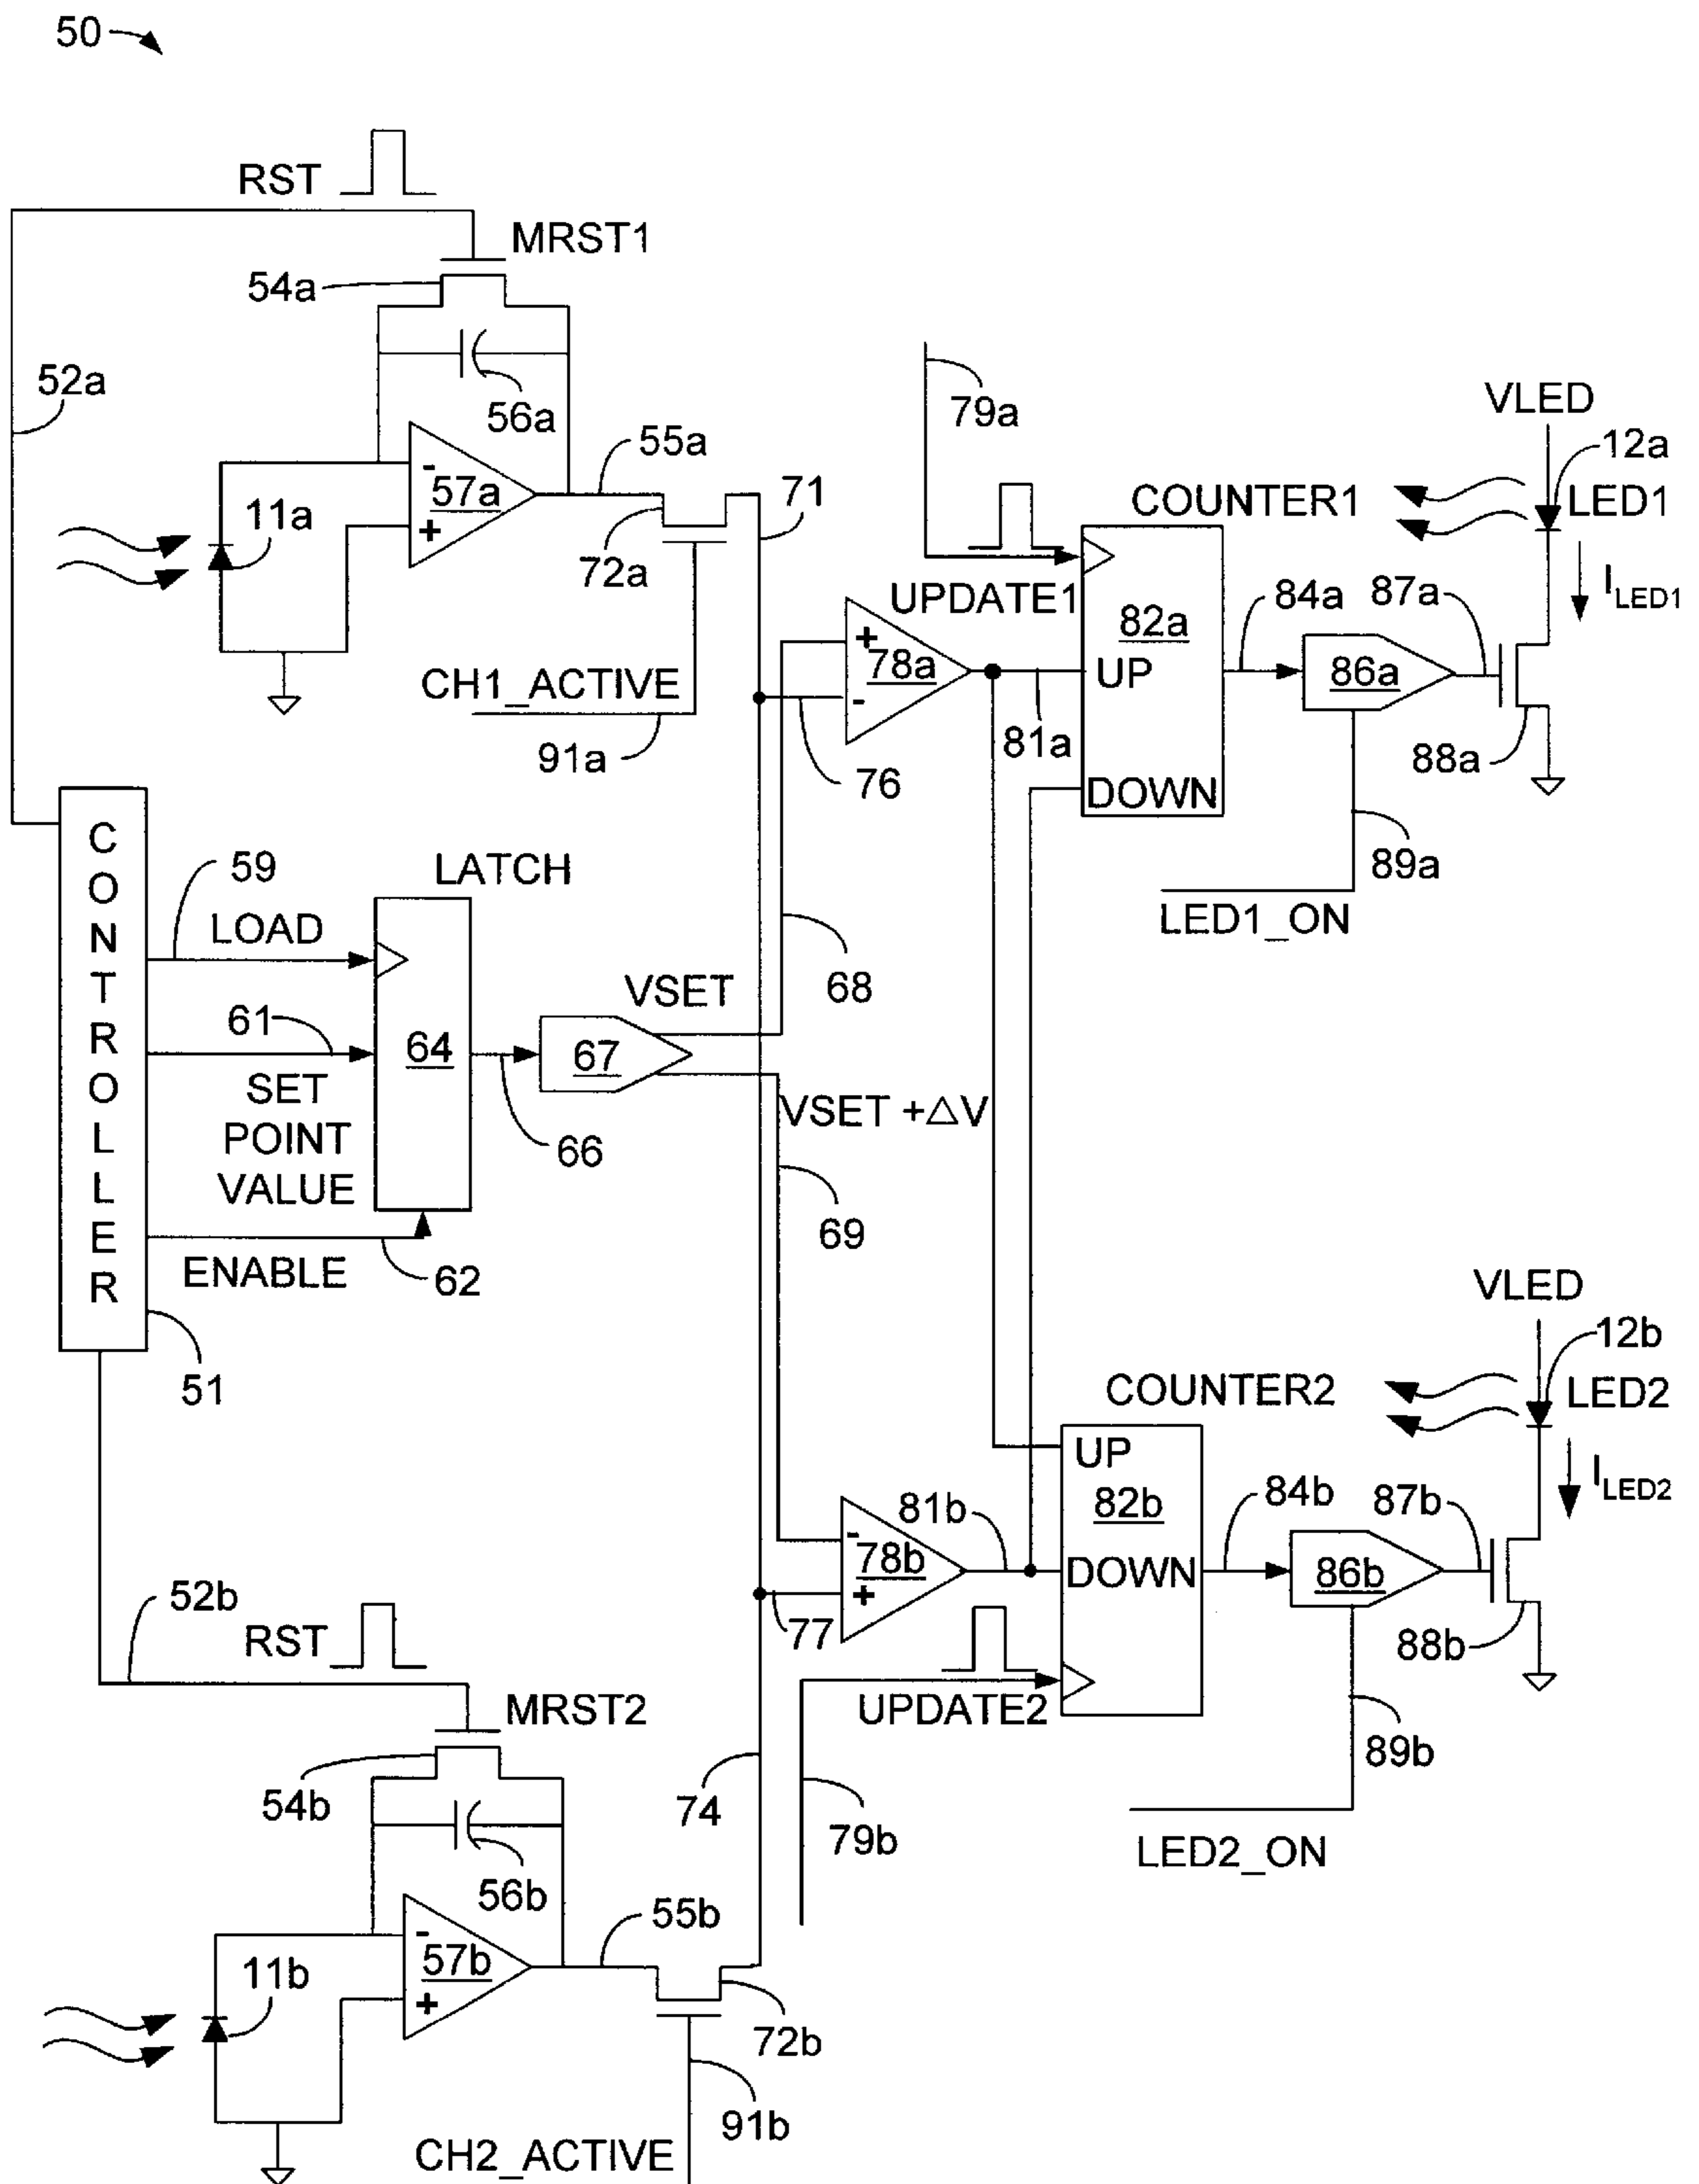 50
RST
MRST1
54a
52a
56a
55a
57a
11a
72a
71
CH1_ACTIVE
91a
79a
VLED
12a
COUNTER1
LED1
UPDATE1
82a
84a
87a
I LED1
78a
UP
86a
81a
76
DOWN
88a
89a
LED1_ON
CONTROLLER
59
LATCH
LOAD
68
VSET
61
64
67
SET
POINT
VALUE
VSET +△V
66
69
ENABLE
62
51
VLED
12b
COUNTER2
LED2
UP
I LED2
81b
82b
84b
87b
78b
DOWN
86b
52b
RST
77
88b
MRST2
UPDATE2
89b
54b
74
79b
LED2_ON
56b
55b
57b
11b
72b
91b
CH2_ACTIVE
- + - + + - - +